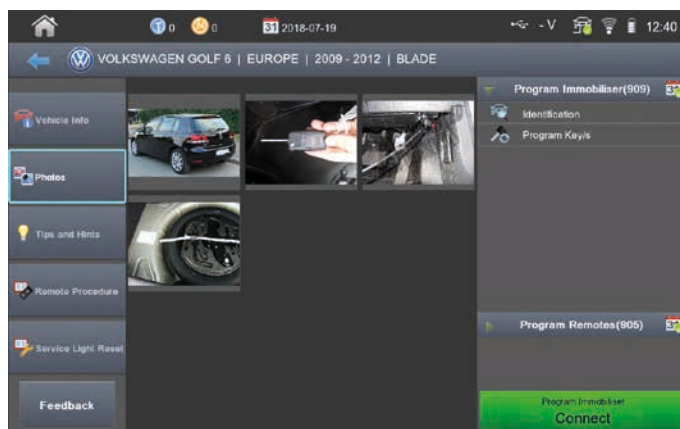 0 0 31 2018-07-19 - V 12:40
VOLKSWAGEN GOLF 6 | EUROPE | 2009 - 2012 | BLADE
Vehicle Info
Photos
Tips and Hints
Remote Procedure
Service Light Reset
Feedback
Program Immobiliser(909)
Identification
Program Key/s
Program Remotes(905)
Program Immobiliser
Connect